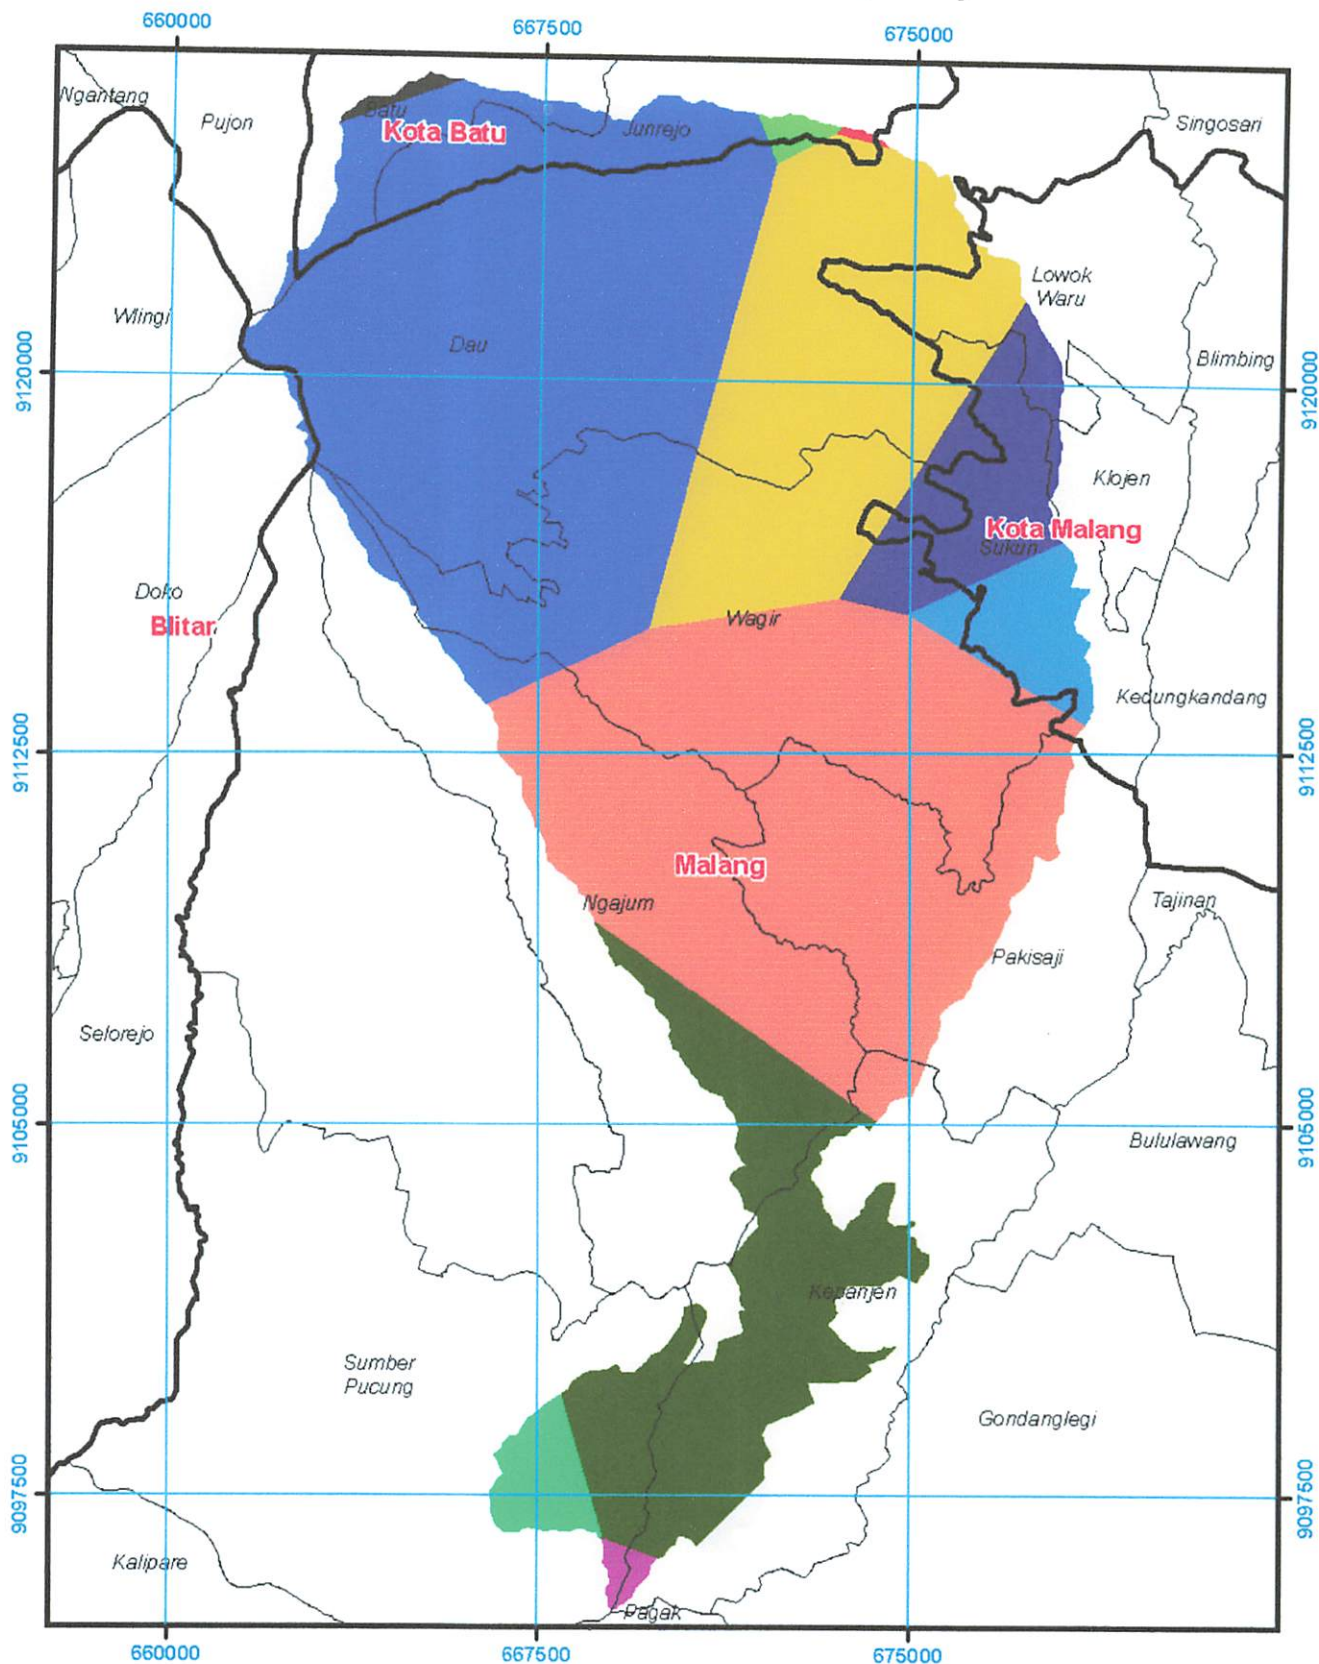 660000
667500
675000
Ngantang
Pujon
Batu
Kota Batu
Junrejo
Singosari
Lowok
Waru
Wlingi
Dau
Blimbing
9120000
9120000
Klojen
Kota Malang
Sukun
Doko
Blitar
Wagir
Kedungkandang
9112500
9112500
Malang
Ngajum
Tajinan
Pakisaji
Selorejo
9105000
9105000
Bululawang
Kepanjen
Sumber
Pucung
Gondanglegi
9097500
9097500
Kalipare
Pagak
660000
667500
675000